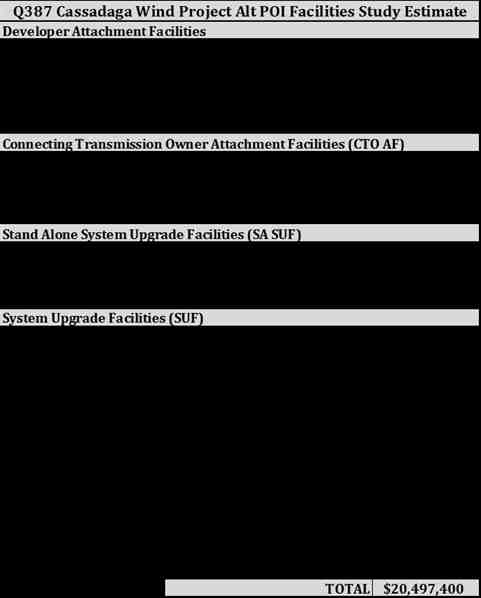 Q387 Cassadaga Wind Project Alt POI Facilities Study Estimate
Developer Attachment Facilities
Connecting Transmission Owner Attachment Facilities (CTO AF)
Stand Alone System Upgrade Facilities (SA SUF)
System Upgrade Facilities (SUF)
TOTAL $20,497,400